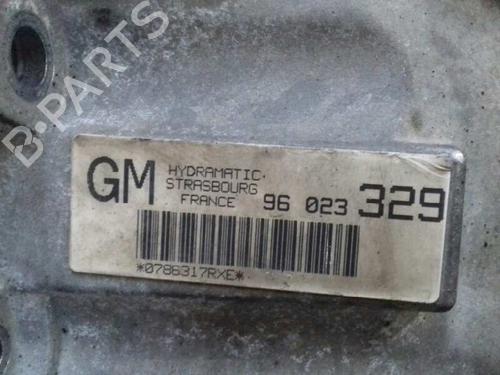 B-PARTS
GM
HYDRAMATIC.
STRASBOURG
FRANCE 96 023 329
*0786317RXE*